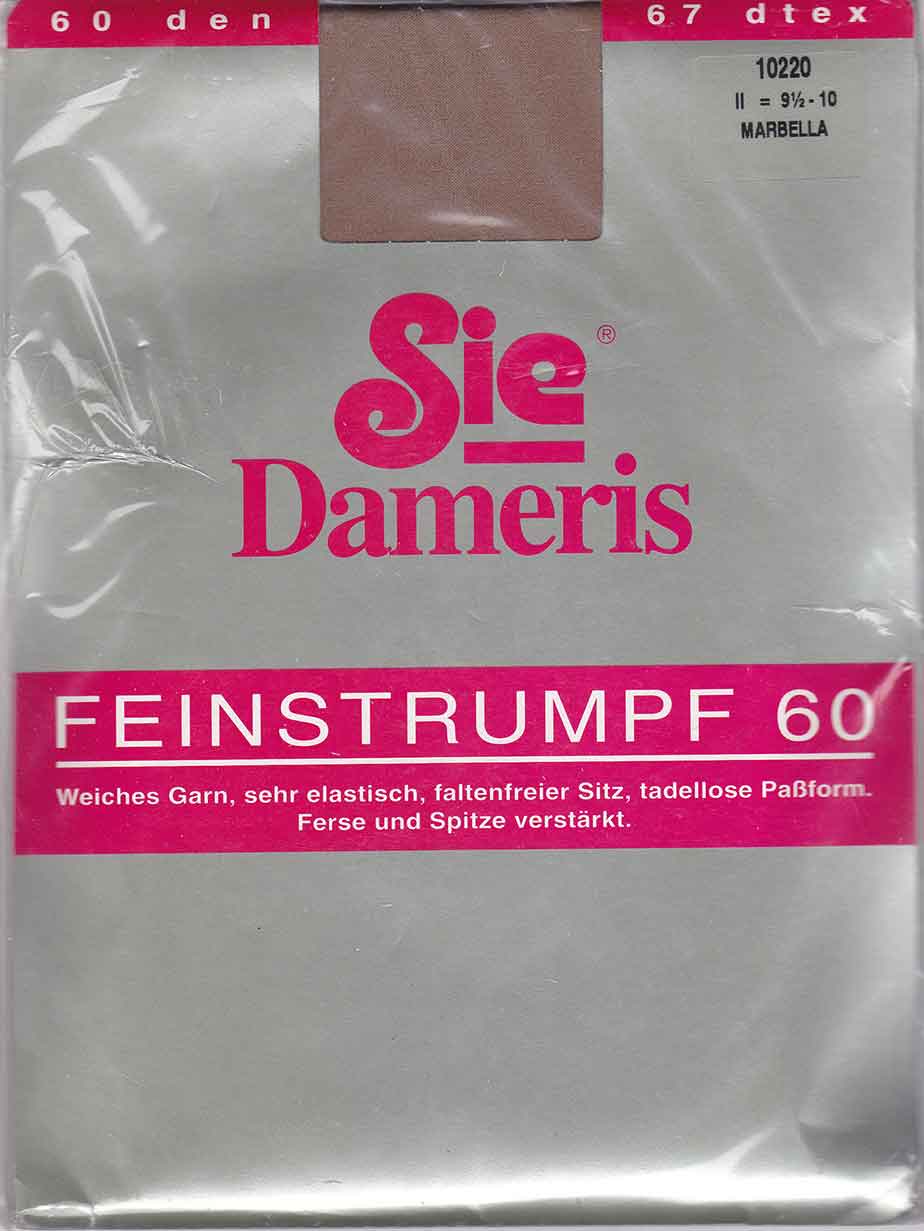 60 den
67 dtex
10220
II = 9½-10
MARBELLA
Sie®
Dameris
FEINSTRUMPF 60
Weiches Garn, sehr elastisch, faltenfreier Sitz, tadellose Paßform.
Ferse und Spitze verstärkt.